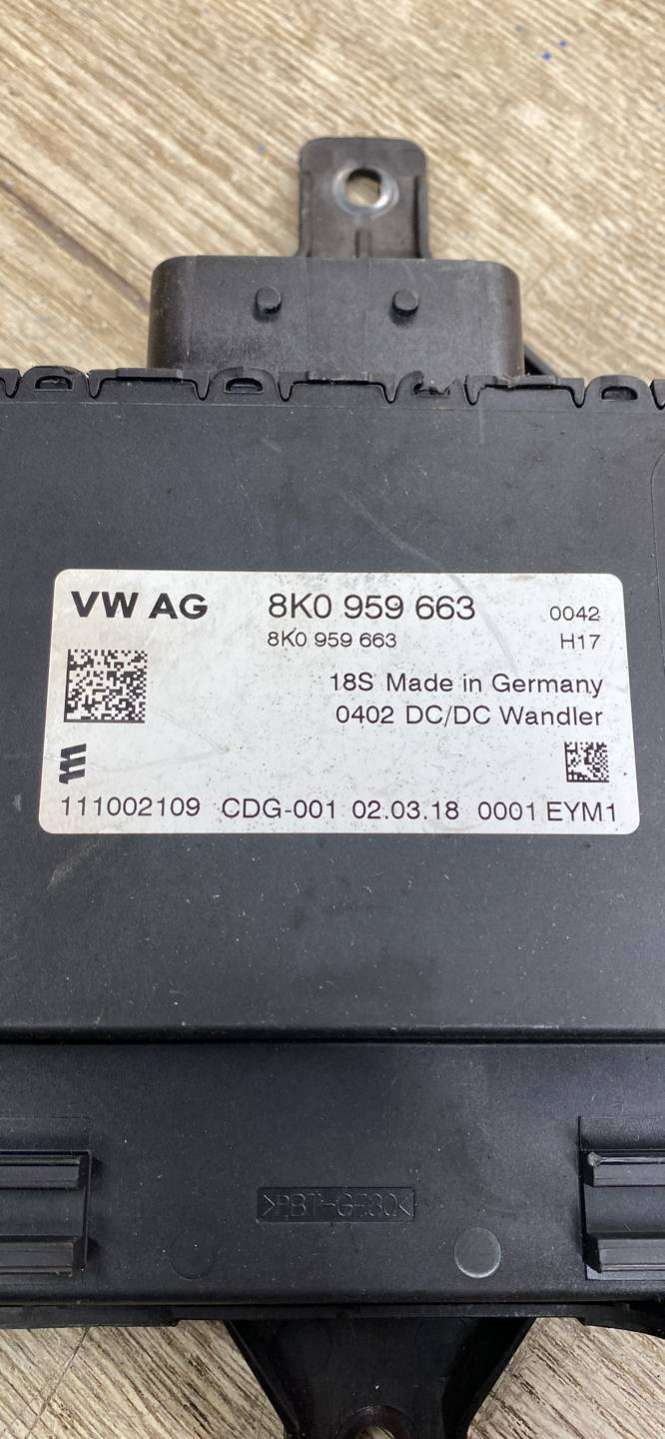 VW AG 8K0 959 663 0042
8K0 959 663 H17
18S Made in Germany
0402 DC/DC Wandler
111002109 CDG-001 02.03.18 0001 EYM1
>PBT-GF30<